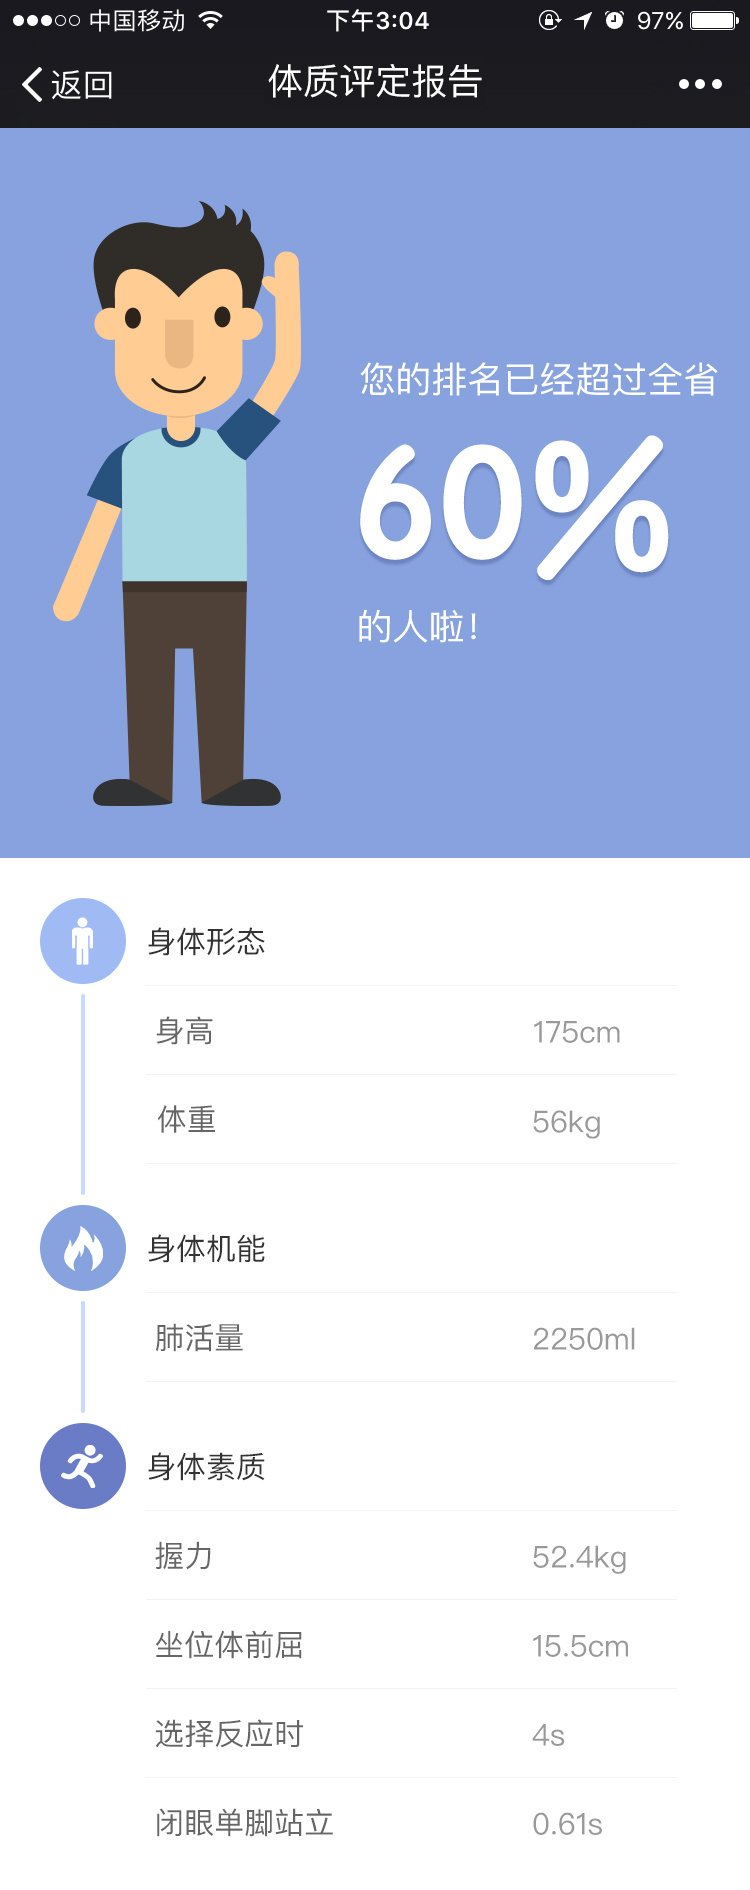 中国移动 下午3:04 97%
返回 体质评定报告
您的排名已经超过全省
60%
的人啦！
身体形态
身高 175cm
体重 56kg
身体机能
肺活量 2250ml
身体素质
握力 52.4kg
坐位体前屈 15.5cm
选择反应时 4s
闭眼单脚站立 0.61s